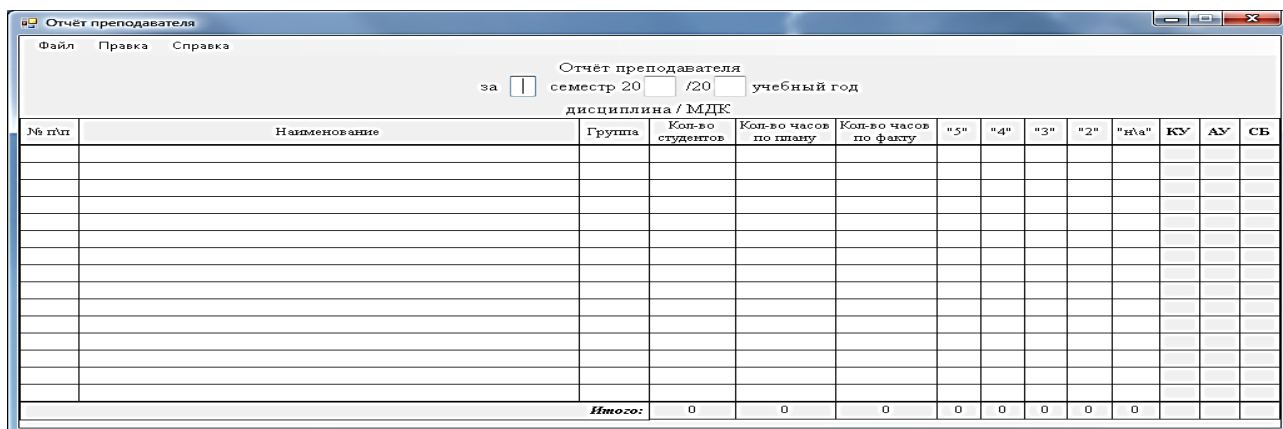 Отчёт преподавателя
Файл Правка Справка
Отчёт преподавателя
за семестр 20 /20 учебный год
дисциплина / МДК
№ п\п Наименование Группа Кол-во студентов Кол-во часов по плану Кол-во часов по факту "5" "4" "3" "2" "н\а" КУ АУ СБ
Итого: 0 0 0 0 0 0 0 0